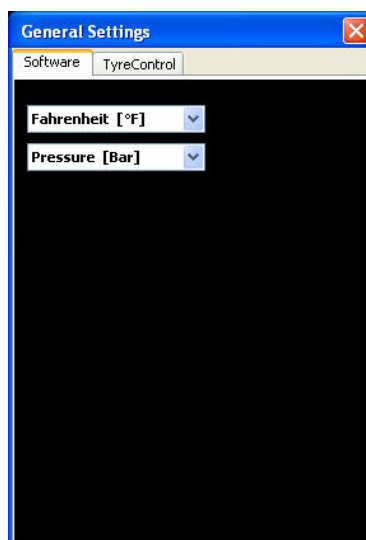 General Settings
Software TyreControl
Fahrenheit [°F]
Pressure [Bar]